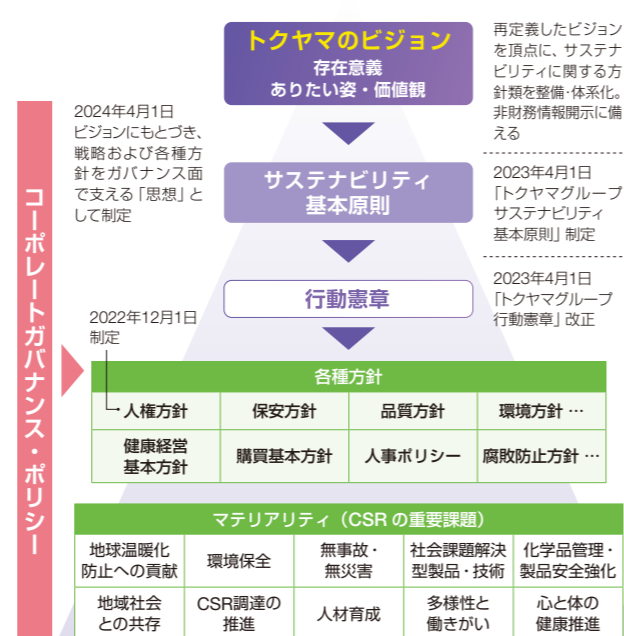 トクヤマのビジョン
存在意義
ありたい姿・価値観
再定義したビジョン
を頂点に、サステナ
ビリティに関する方
針類を整備・体系化。
非財務情報開示に備
える
2024年4月1日
ビジョンにもとづき、
戦略および各種方
針をガバナンス面
で支える「思想」と
して制定
サステナビリティ
基本原則
2023年4月1日
「トクヤマグループ
サステナビリティ
基本原則」制定
行動憲章
2023年4月1日
「トクヤマグループ
行動憲章」改正
コーポレートガバナンス・ポリシー
2022年12月1日
制定
各種方針
人権方針
保安方針
品質方針
環境方針 …
健康経営
基本方針
購買基本方針
人事ポリシー
腐敗防止方針 …
マテリアリティ（CSR の重要課題）
地球温暖化
防止への貢献
環境保全
無事故・
無災害
社会課題解決
型製品・技術
化学品管理・
製品安全強化
地域社会
との共存
CSR調達の
推進
人材育成
多様性と
働きがい
心と体の
健康推進